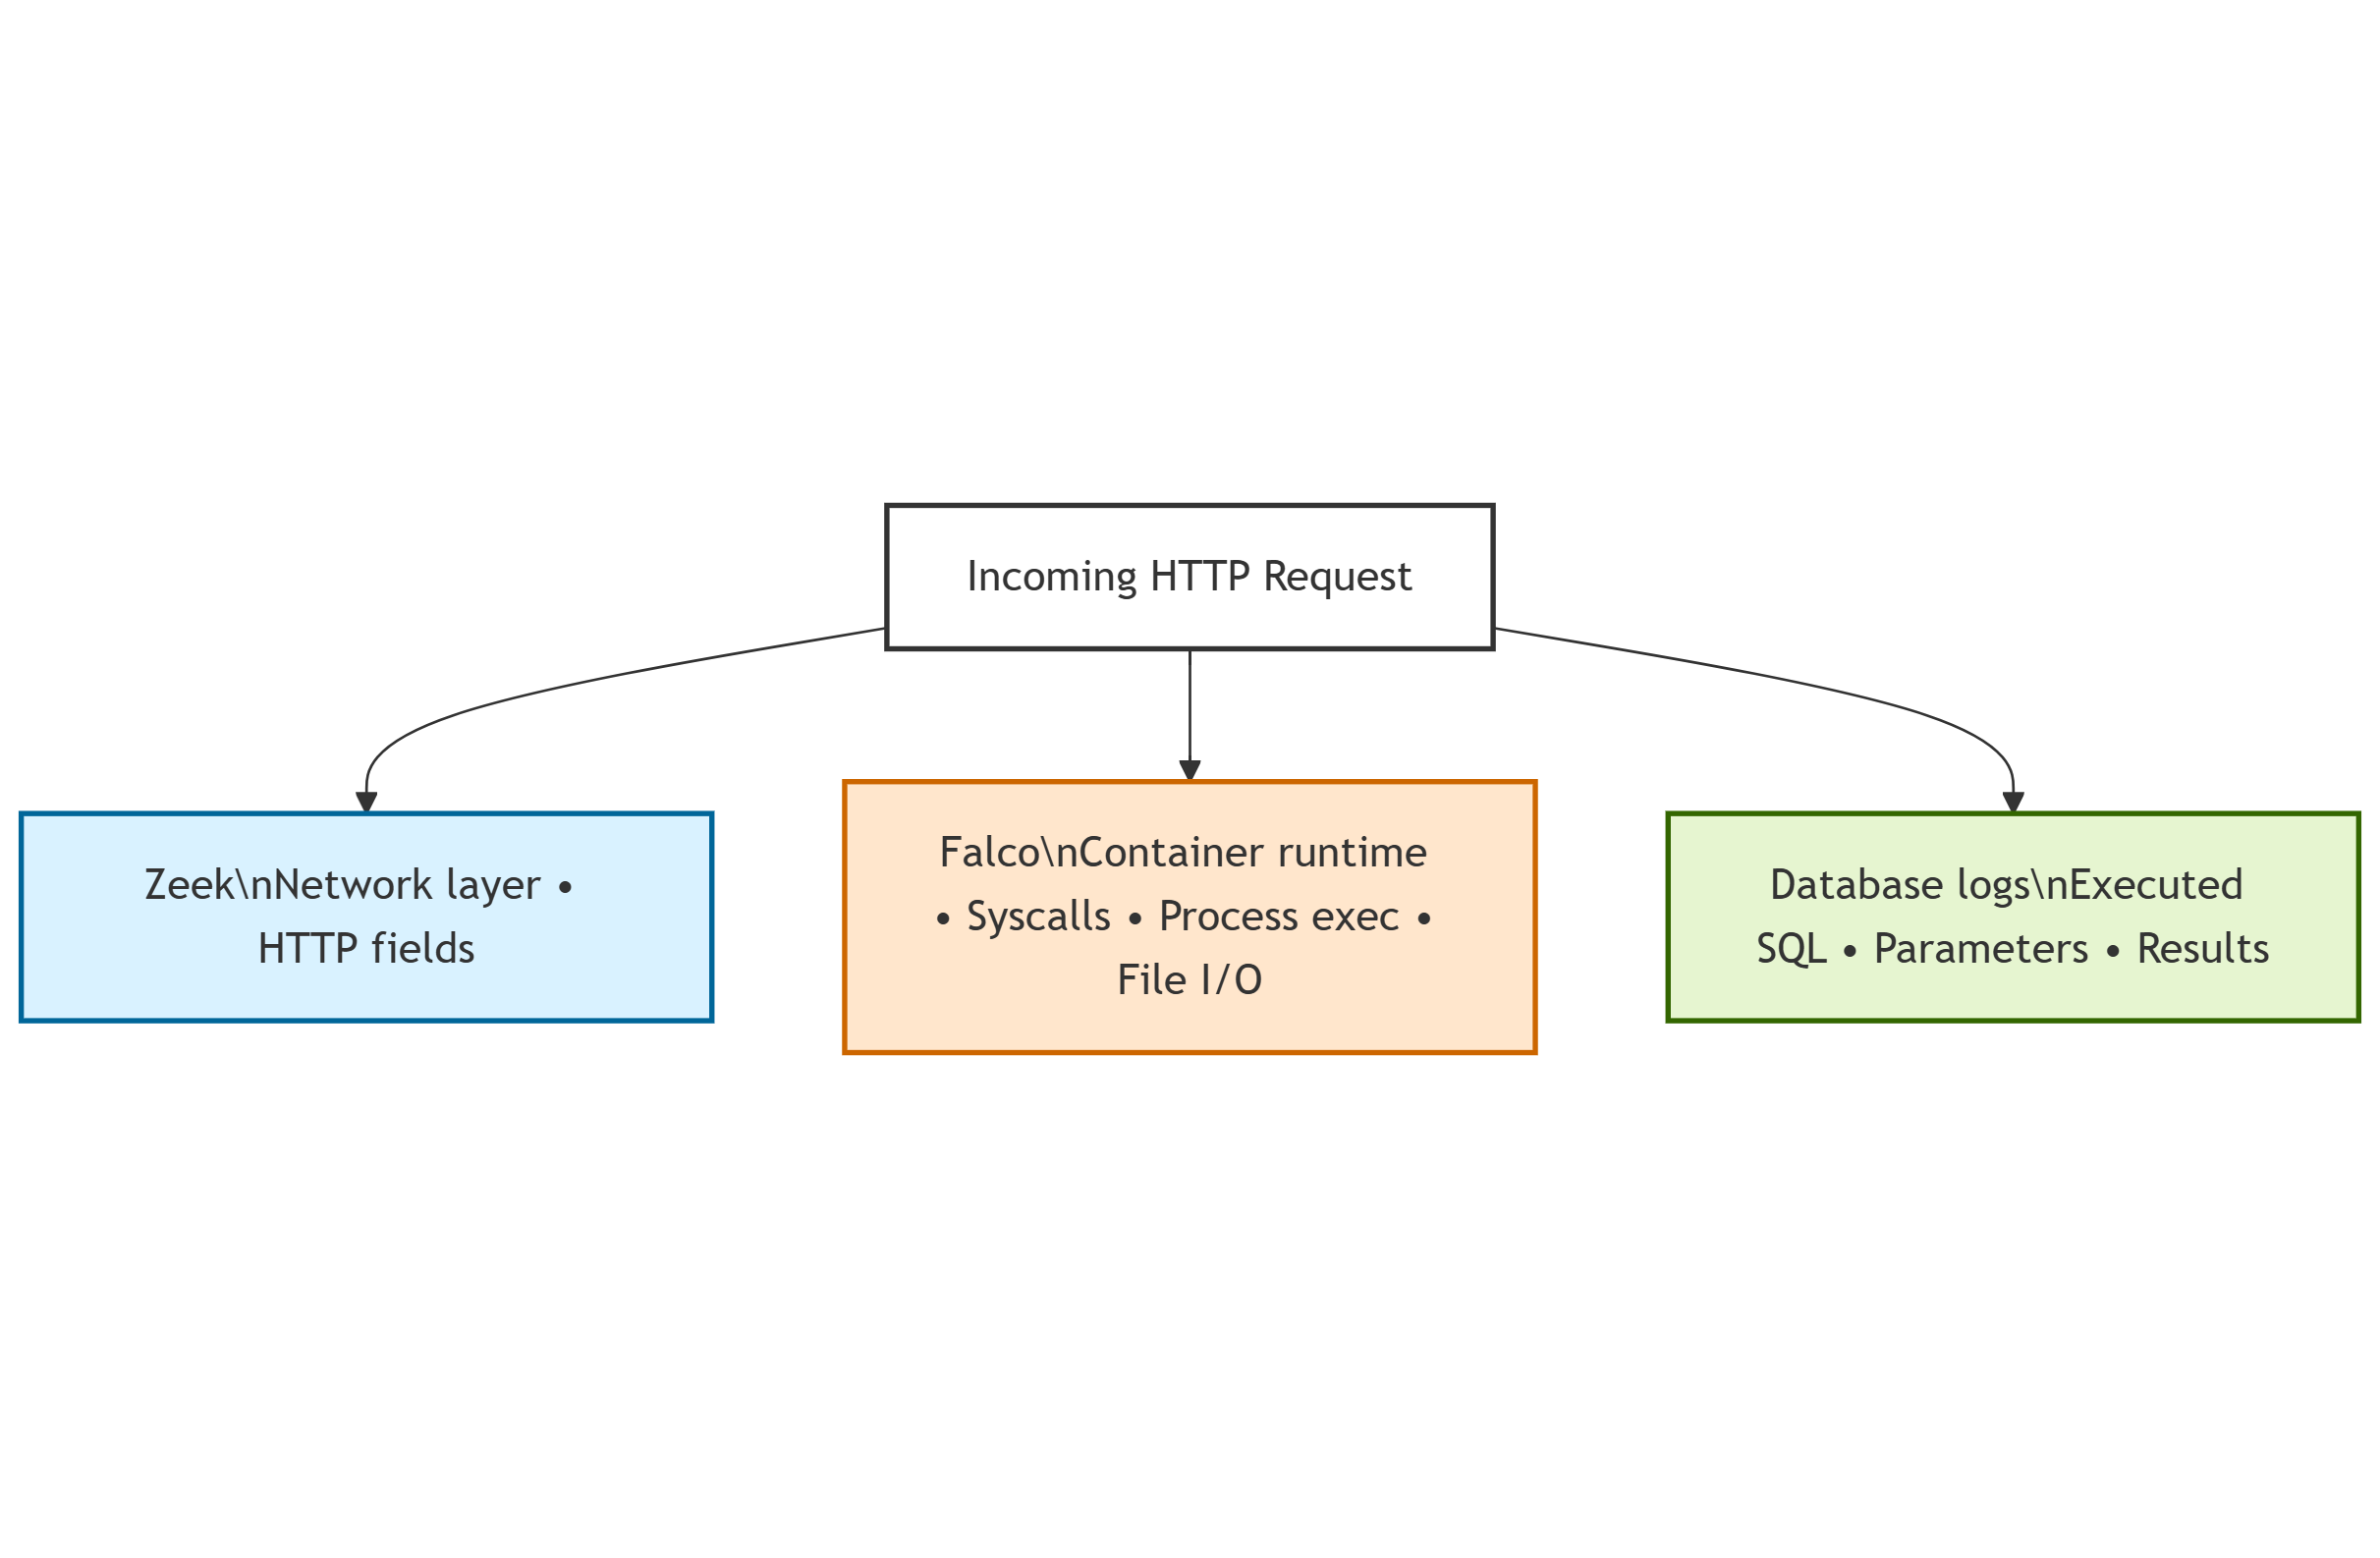 Incoming HTTP Request
Zeek\nNetwork layer •
HTTP fields
Falco\nContainer runtime
• Syscalls • Process exec •
File I/O
Database logs\nExecuted
SQL • Parameters • Results